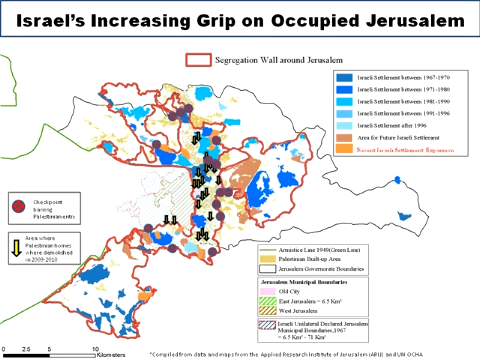 Israel's Increasing Grip on Occupied Jerusalem
Segregation Wall around Jerusalem
Israeli Settlement between 1967-1970
Israeli Settlement between 1971-1980
Israeli Settlement between 1981-1990
Israeli Settlement between 1991-1996
Israeli Settlement after 1996
Area for Future Israeli Settlement
Recent Israeli Settlement Expansion
Checkpoint
barring
Palestinian entry
Area where
Palestinian homes
where demolished
in 2009-2010
Armistice Line 1949(Green Line)
Palestinian Built-up Area
Jerusalem Governorate Boundaries
Jerusalem Municipal Boundaries
Old City
East Jerusalem = 6.5 Km²
West Jerusalem
Israeli Unilateral Declared Jerusalem
Municipal Boundaries, 1967
= 6.5 Km² - 71 Km²
0 2.5 5 10
Kilometers
*Compiled from data and maps from the Applied Research Institute of Jerusalem (ARIJ) and UN-OCHA